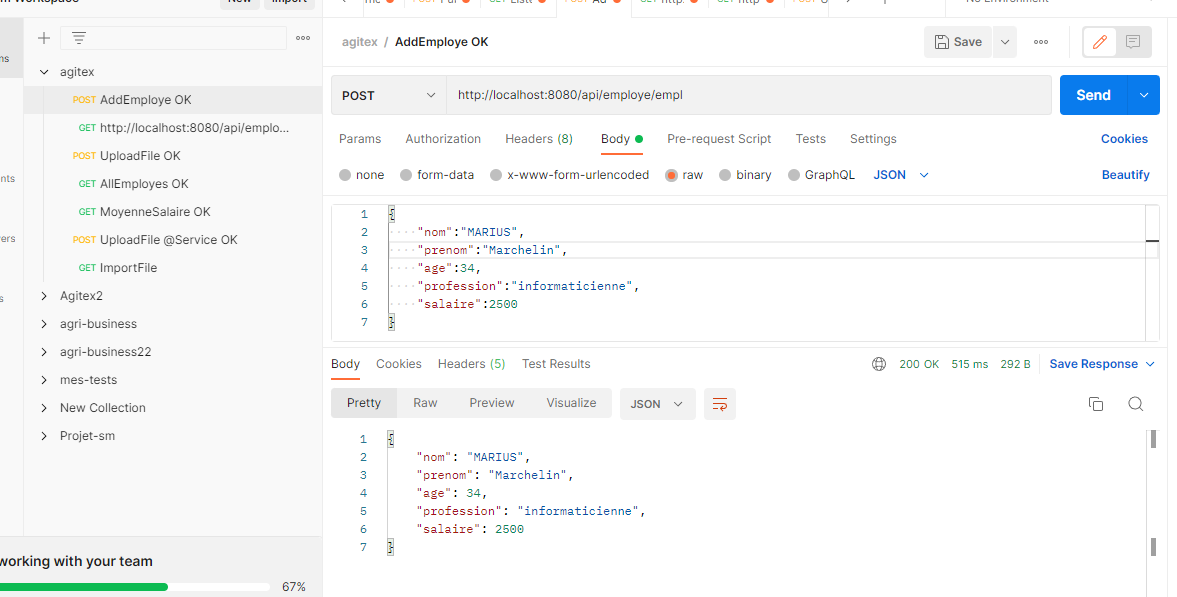 Workspace
New
Import
agitex
POST AddEmploye OK
GET http://localhost:8080/api/emplo...
POST UploadFile OK
GET AllEmployes OK
GET MoyenneSalaire OK
POST UploadFile @Service OK
GET ImportFile
Agitex2
agri-business
agri-business22
mes-tests
New Collection
Projet-sm
working with your team
67%
No Environment
agitex / AddEmploye OK
Save
POST
http://localhost:8080/api/employe/empl
Send
Params Authorization Headers (8) Body Pre-request Script Tests Settings Cookies
none form-data x-www-form-urlencoded raw binary GraphQL JSON Beautify
1 {
2 "nom":"MARIUS",
3 "prenom":"Marchelin",
4 "age":34,
5 "profession":"informaticienne",
6 "salaire":2500
7 }
Body Cookies Headers (5) Test Results 200 OK 515 ms 292 B Save Response
Pretty Raw Preview Visualize JSON
1 {
2 "nom": "MARIUS",
3 "prenom": "Marchelin",
4 "age": 34,
5 "profession": "informaticienne",
6 "salaire": 2500
7 }